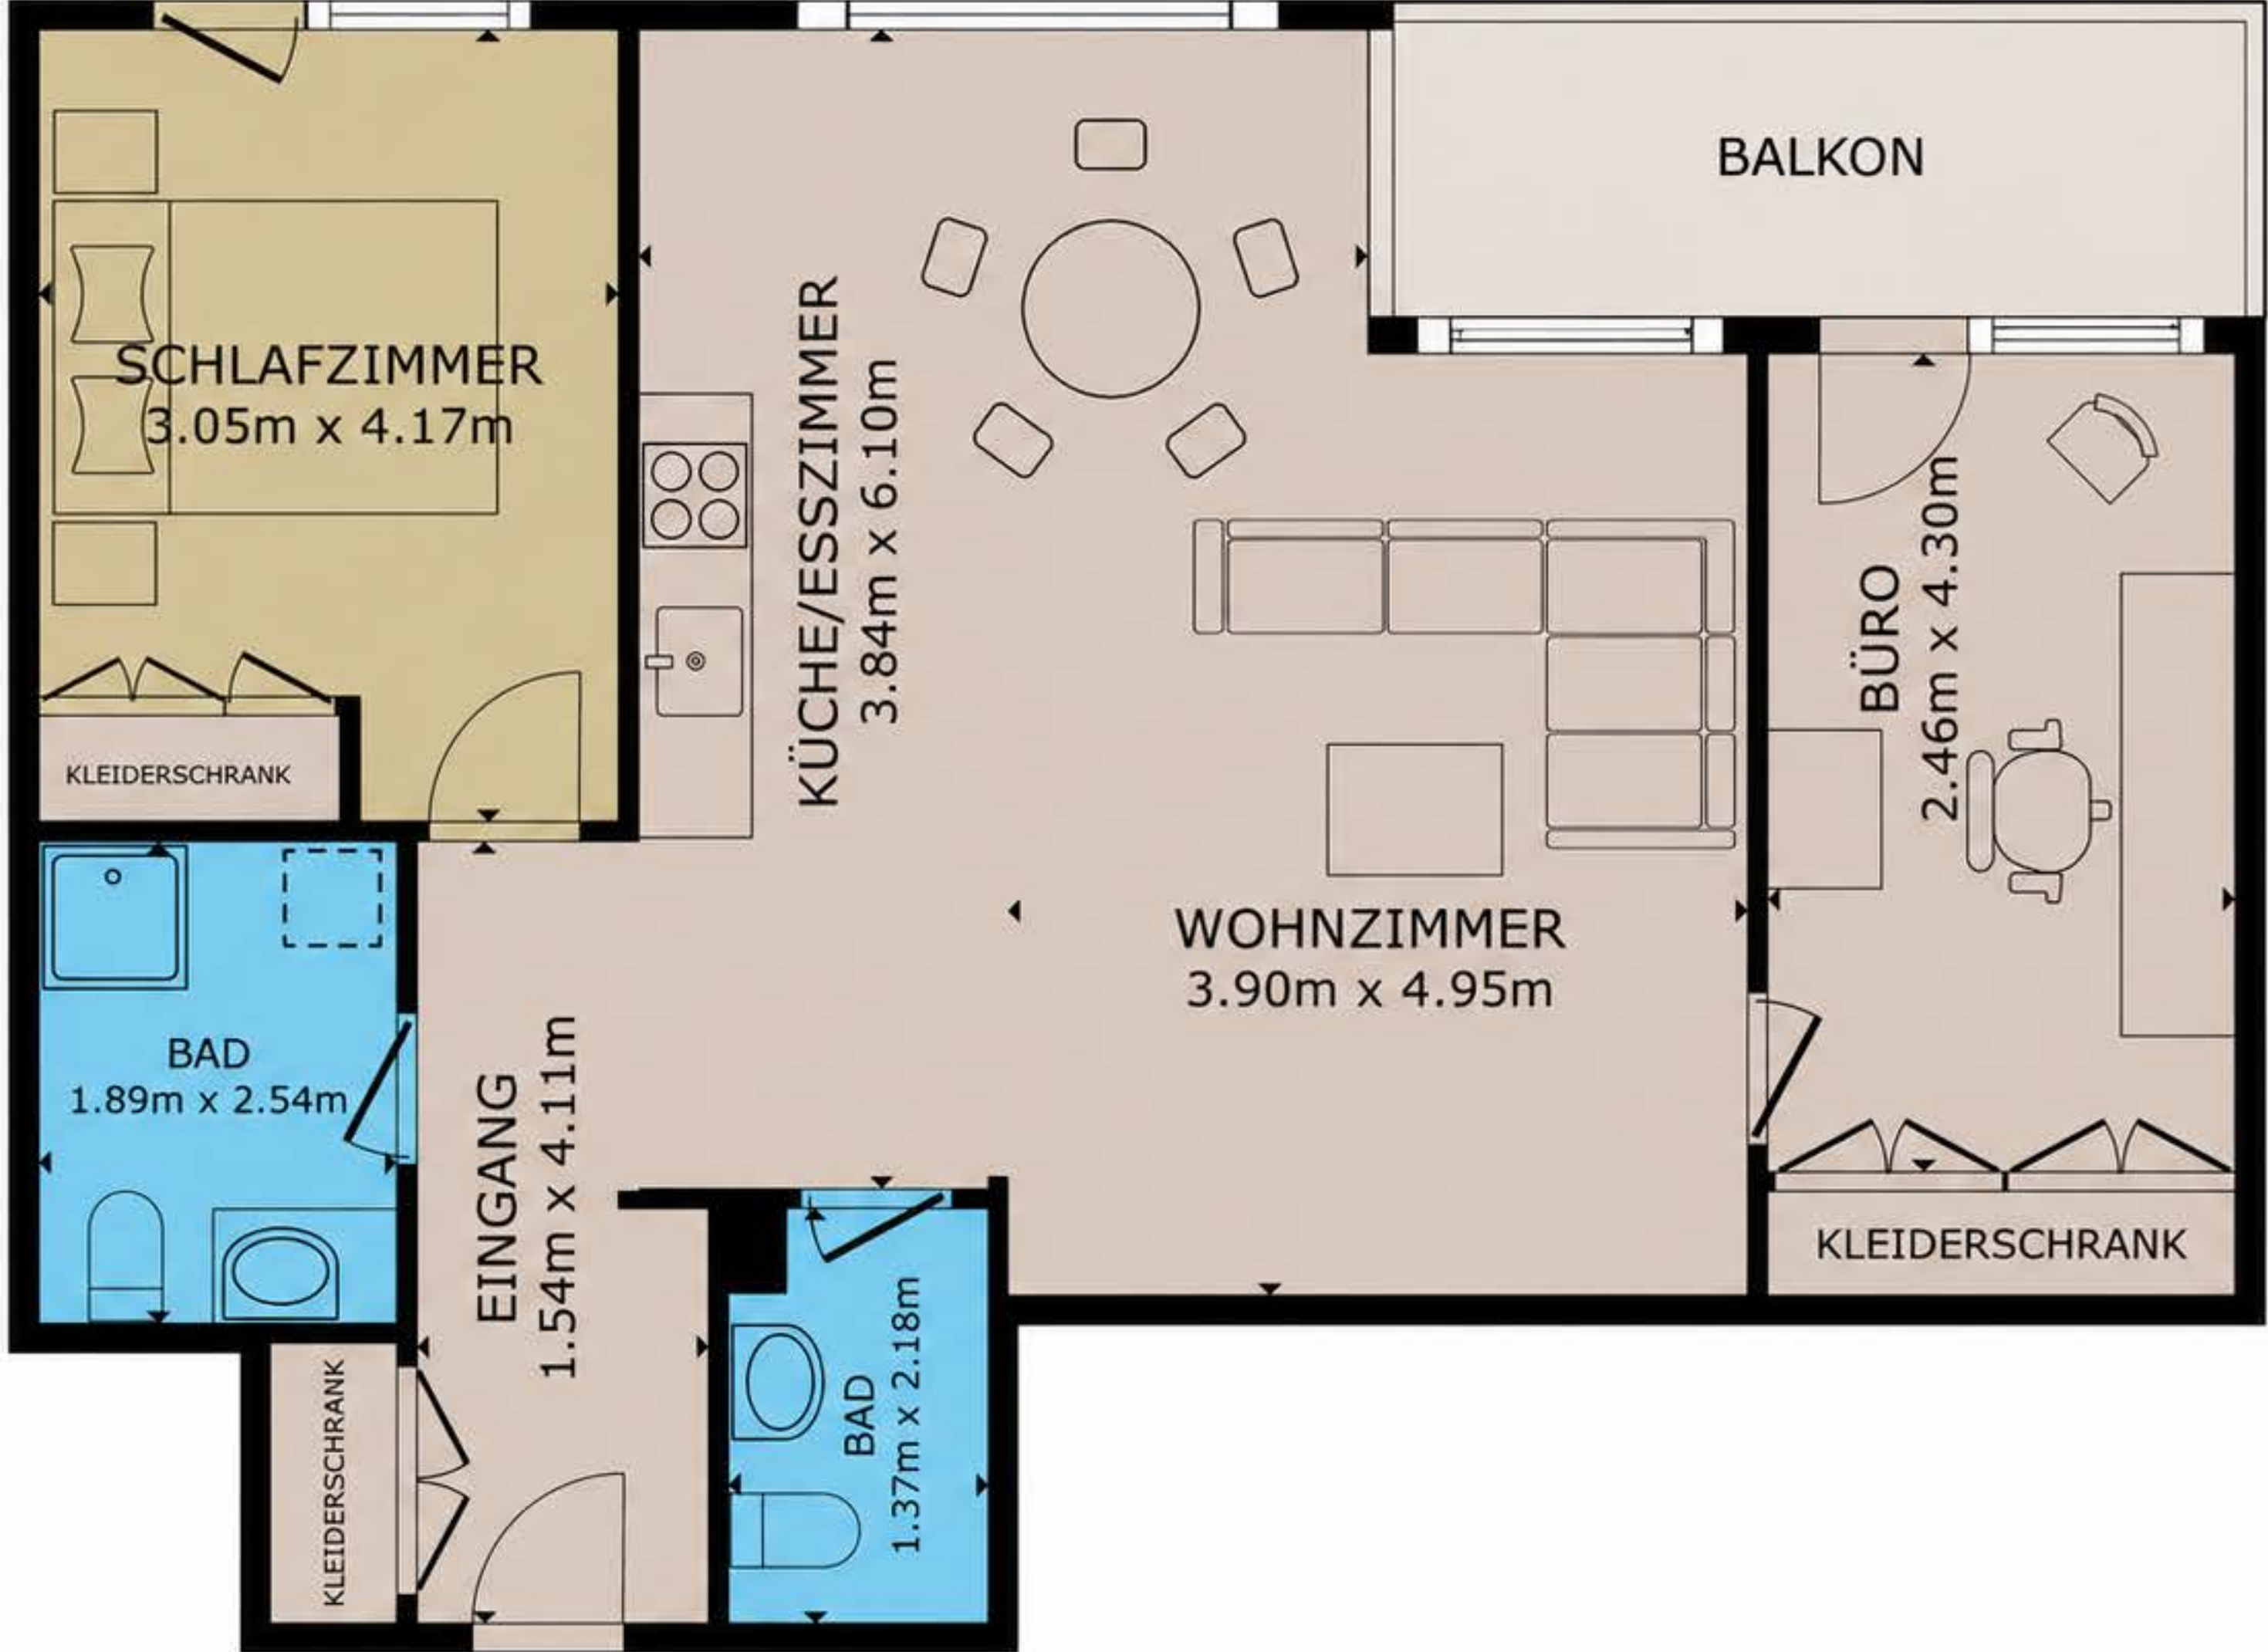 BALKON
SCHLAFZIMMER
3.05m x 4.17m
KÜCHE/ESSZIMMER
3.84m x 6.10m
BÜRO
2.46m x 4.30m
KLEIDERSCHRANK
WOHNZIMMER
3.90m x 4.95m
BAD
1.89m x 2.54m
EINGANG
1.54m x 4.11m
KLEIDERSCHRANK
BAD
1.37m x 2.18m
KLEIDERSCHRANK